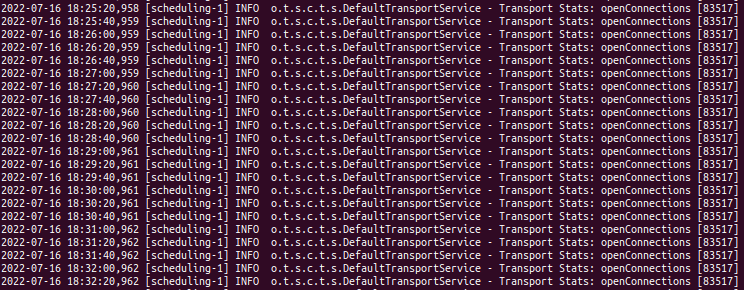 2022-07-16 18:25:20,958 [scheduling-1] INFO  o.t.s.c.t.s.DefaultTransportService - Transport Stats: openConnections [83517]
2022-07-16 18:25:40,959 [scheduling-1] INFO  o.t.s.c.t.s.DefaultTransportService - Transport Stats: openConnections [83517]
2022-07-16 18:26:00,959 [scheduling-1] INFO  o.t.s.c.t.s.DefaultTransportService - Transport Stats: openConnections [83517]
2022-07-16 18:26:20,959 [scheduling-1] INFO  o.t.s.c.t.s.DefaultTransportService - Transport Stats: openConnections [83517]
2022-07-16 18:26:40,959 [scheduling-1] INFO  o.t.s.c.t.s.DefaultTransportService - Transport Stats: openConnections [83517]
2022-07-16 18:27:00,959 [scheduling-1] INFO  o.t.s.c.t.s.DefaultTransportService - Transport Stats: openConnections [83517]
2022-07-16 18:27:20,960 [scheduling-1] INFO  o.t.s.c.t.s.DefaultTransportService - Transport Stats: openConnections [83517]
2022-07-16 18:27:40,960 [scheduling-1] INFO  o.t.s.c.t.s.DefaultTransportService - Transport Stats: openConnections [83517]
2022-07-16 18:28:00,960 [scheduling-1] INFO  o.t.s.c.t.s.DefaultTransportService - Transport Stats: openConnections [83517]
2022-07-16 18:28:20,960 [scheduling-1] INFO  o.t.s.c.t.s.DefaultTransportService - Transport Stats: openConnections [83517]
2022-07-16 18:28:40,960 [scheduling-1] INFO  o.t.s.c.t.s.DefaultTransportService - Transport Stats: openConnections [83517]
2022-07-16 18:29:00,961 [scheduling-1] INFO  o.t.s.c.t.s.DefaultTransportService - Transport Stats: openConnections [83517]
2022-07-16 18:29:20,961 [scheduling-1] INFO  o.t.s.c.t.s.DefaultTransportService - Transport Stats: openConnections [83517]
2022-07-16 18:29:40,961 [scheduling-1] INFO  o.t.s.c.t.s.DefaultTransportService - Transport Stats: openConnections [83517]
2022-07-16 18:30:00,961 [scheduling-1] INFO  o.t.s.c.t.s.DefaultTransportService - Transport Stats: openConnections [83517]
2022-07-16 18:30:20,961 [scheduling-1] INFO  o.t.s.c.t.s.DefaultTransportService - Transport Stats: openConnections [83517]
2022-07-16 18:30:40,961 [scheduling-1] INFO  o.t.s.c.t.s.DefaultTransportService - Transport Stats: openConnections [83517]
2022-07-16 18:31:00,962 [scheduling-1] INFO  o.t.s.c.t.s.DefaultTransportService - Transport Stats: openConnections [83517]
2022-07-16 18:31:20,962 [scheduling-1] INFO  o.t.s.c.t.s.DefaultTransportService - Transport Stats: openConnections [83517]
2022-07-16 18:31:40,962 [scheduling-1] INFO  o.t.s.c.t.s.DefaultTransportService - Transport Stats: openConnections [83517]
2022-07-16 18:32:00,962 [scheduling-1] INFO  o.t.s.c.t.s.DefaultTransportService - Transport Stats: openConnections [83517]
2022-07-16 18:32:20,962 [scheduling-1] INFO  o.t.s.c.t.s.DefaultTransportService - Transport Stats: openConnections [83517]